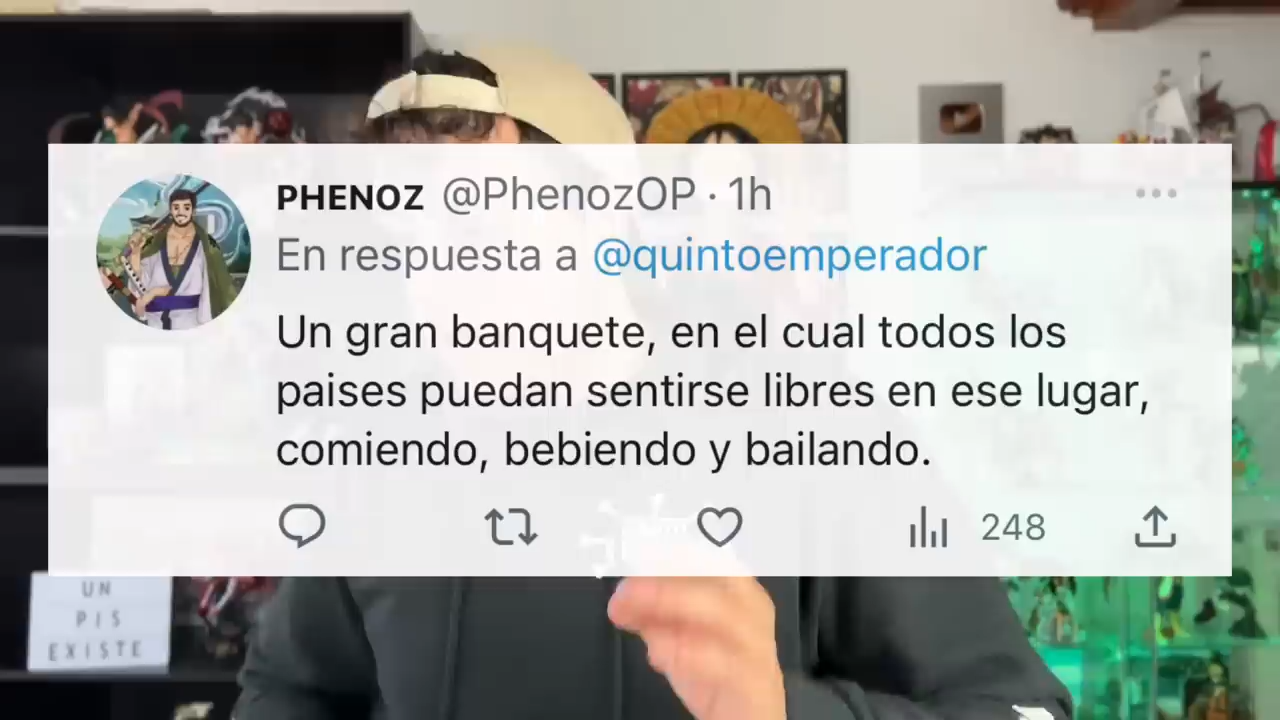 PHENOZ @PhenozOP · 1h
En respuesta a @quintoemperador
Un gran banquete, en el cual todos los
paises puedan sentirse libres en ese lugar,
comiendo, bebiendo y bailando.
248
UN
PIS
EXISTE